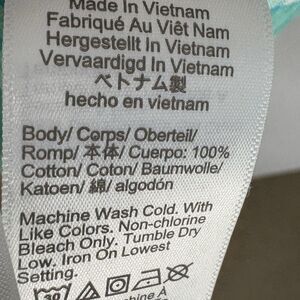 Made In Vietnam
Fabriqué Au Viêt Nam
Hergestellt In Vietnam
Vervaardigd In Vietnam
ベトナム製
hecho en vietnam
Body/ Corps/ Oberteil/
Romp/ 本体/ Cuerpo: 100%
Cotton/ Coton/ Baumwolle/
Katoen/ 綿/ algodón
Machine Wash Cold. With
Like Colors. Non-chlorine
Bleach Only. Tumble Dry
Low. Iron On Lowest
Setting.
30
chine A